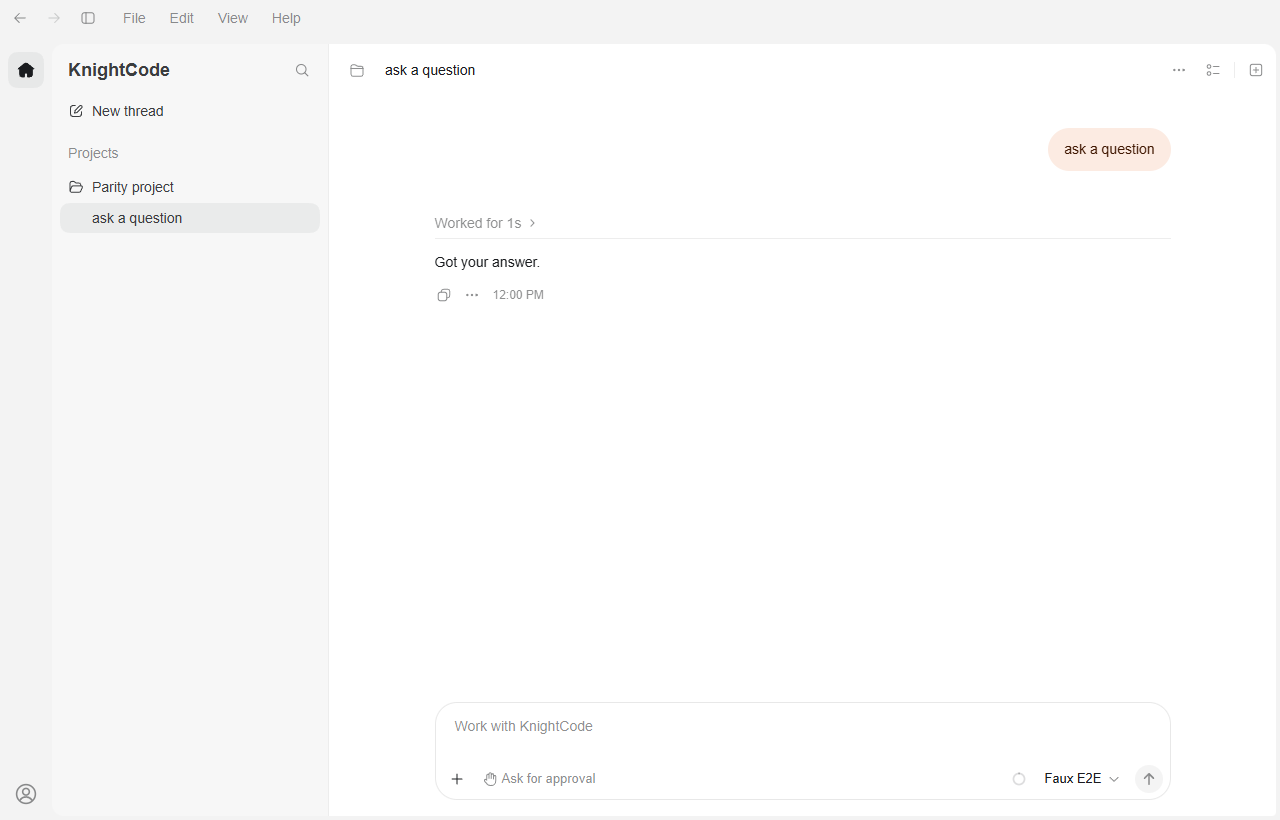 File Edit View Help
KnightCode
New thread
Projects
Parity project
ask a question
ask a question
ask a question
Worked for 1s
Got your answer.
12:00 PM
Work with KnightCode
Ask for approval
Faux E2E